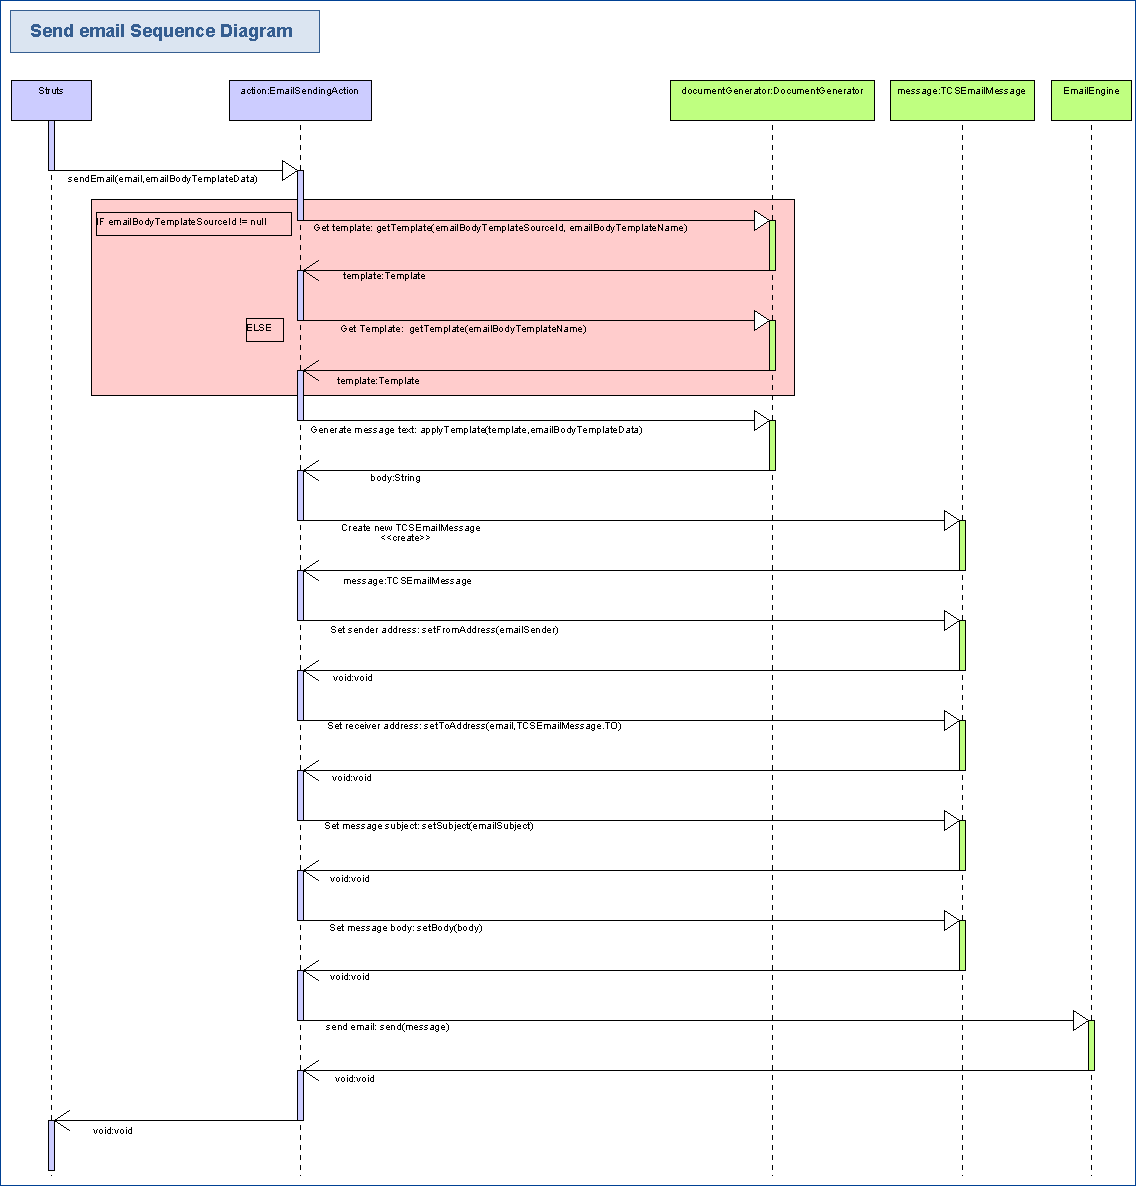 Send email Sequence Diagram
Struts
action:EmailSendingAction
documentGenerator:DocumentGenerator
message:TCSEmailMessage
EmailEngine
sendEmail(email,emailBodyTemplateData)
IF emailBodyTemplateSourceId != null
Get template: getTemplate(emailBodyTemplateSourceId, emailBodyTemplateName)
template:Template
ELSE
Get Template:  getTemplate(emailBodyTemplateName)
template:Template
Generate message text: applyTemplate(template,emailBodyTemplateData)
body:String
Create new TCSEmailMessage
<<create>>
message:TCSEmailMessage
Set sender address: setFromAddress(emailSender)
void:void
Set receiver address: setToAddress(email,TCSEmailMessage.TO)
void:void
Set message subject: setSubject(emailSubject)
void:void
Set message body: setBody(body)
void:void
send email: send(message)
void:void
void:void